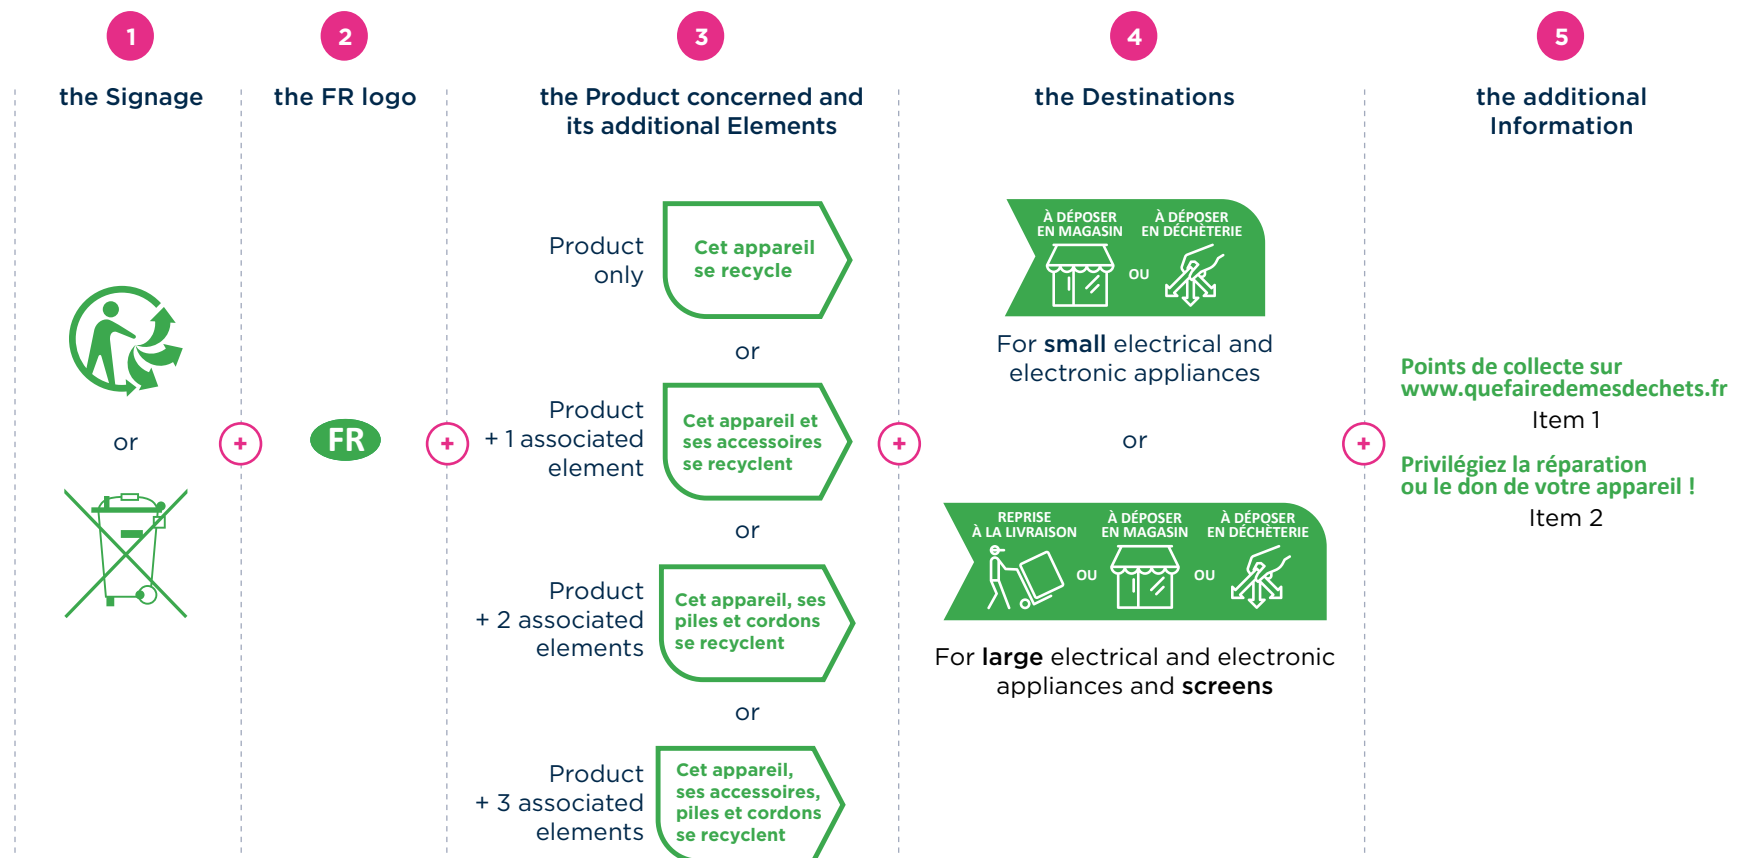 1
the Signage
or
+
2
the FR logo
FR
+
3
the Product concerned and
its additional Elements
Product
only
Cet appareil
se recycle
or
Product
+ 1 associated
element
Cet appareil et
ses accessoires
se recyclent
or
Product
+ 2 associated
elements
Cet appareil, ses
piles et cordons
se recyclent
or
Product
+ 3 associated
elements
Cet appareil,
ses accessoires,
piles et cordons
se recyclent
+
4
the Destinations
À DÉPOSER
EN MAGASIN
OU
À DÉPOSER
EN DÉCHÈTERIE
For small electrical and
electronic appliances
or
REPRISE
À LA LIVRAISON
OU
À DÉPOSER
EN MAGASIN
OU
À DÉPOSER
EN DÉCHÈTERIE
For large electrical and electronic
appliances and screens
+
5
the additional
Information
Points de collecte sur
www.quefairedemesdechets.fr
Item 1
Privilégiez la réparation
ou le don de votre appareil !
Item 2